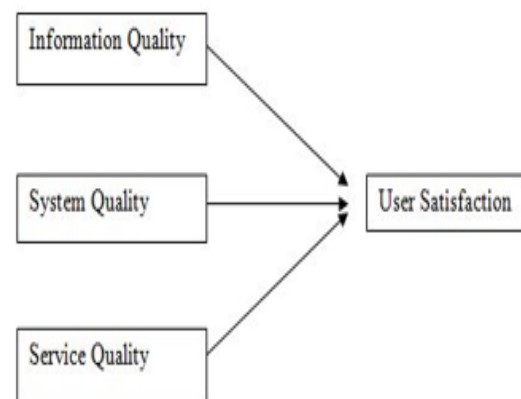 Information Quality
System Quality
User Satisfaction
Service Quality